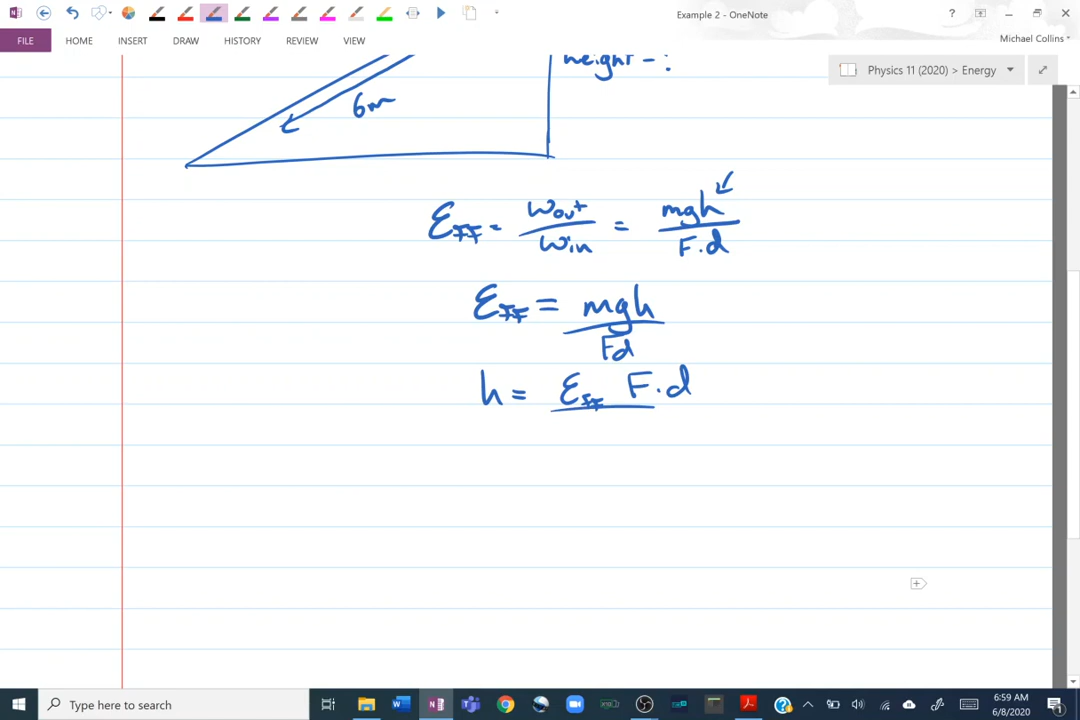 Example 2 - OneNote
?
FILE HOME INSERT DRAW HISTORY REVIEW VIEW
Michael Collins
Physics 11 (2020) > Energy
height - ?
6m
Eff = Wout / Win = mgh / F.d
Eff = mgh / Fd
h = Eff F.d
Type here to search
6:59 AM
6/8/2020